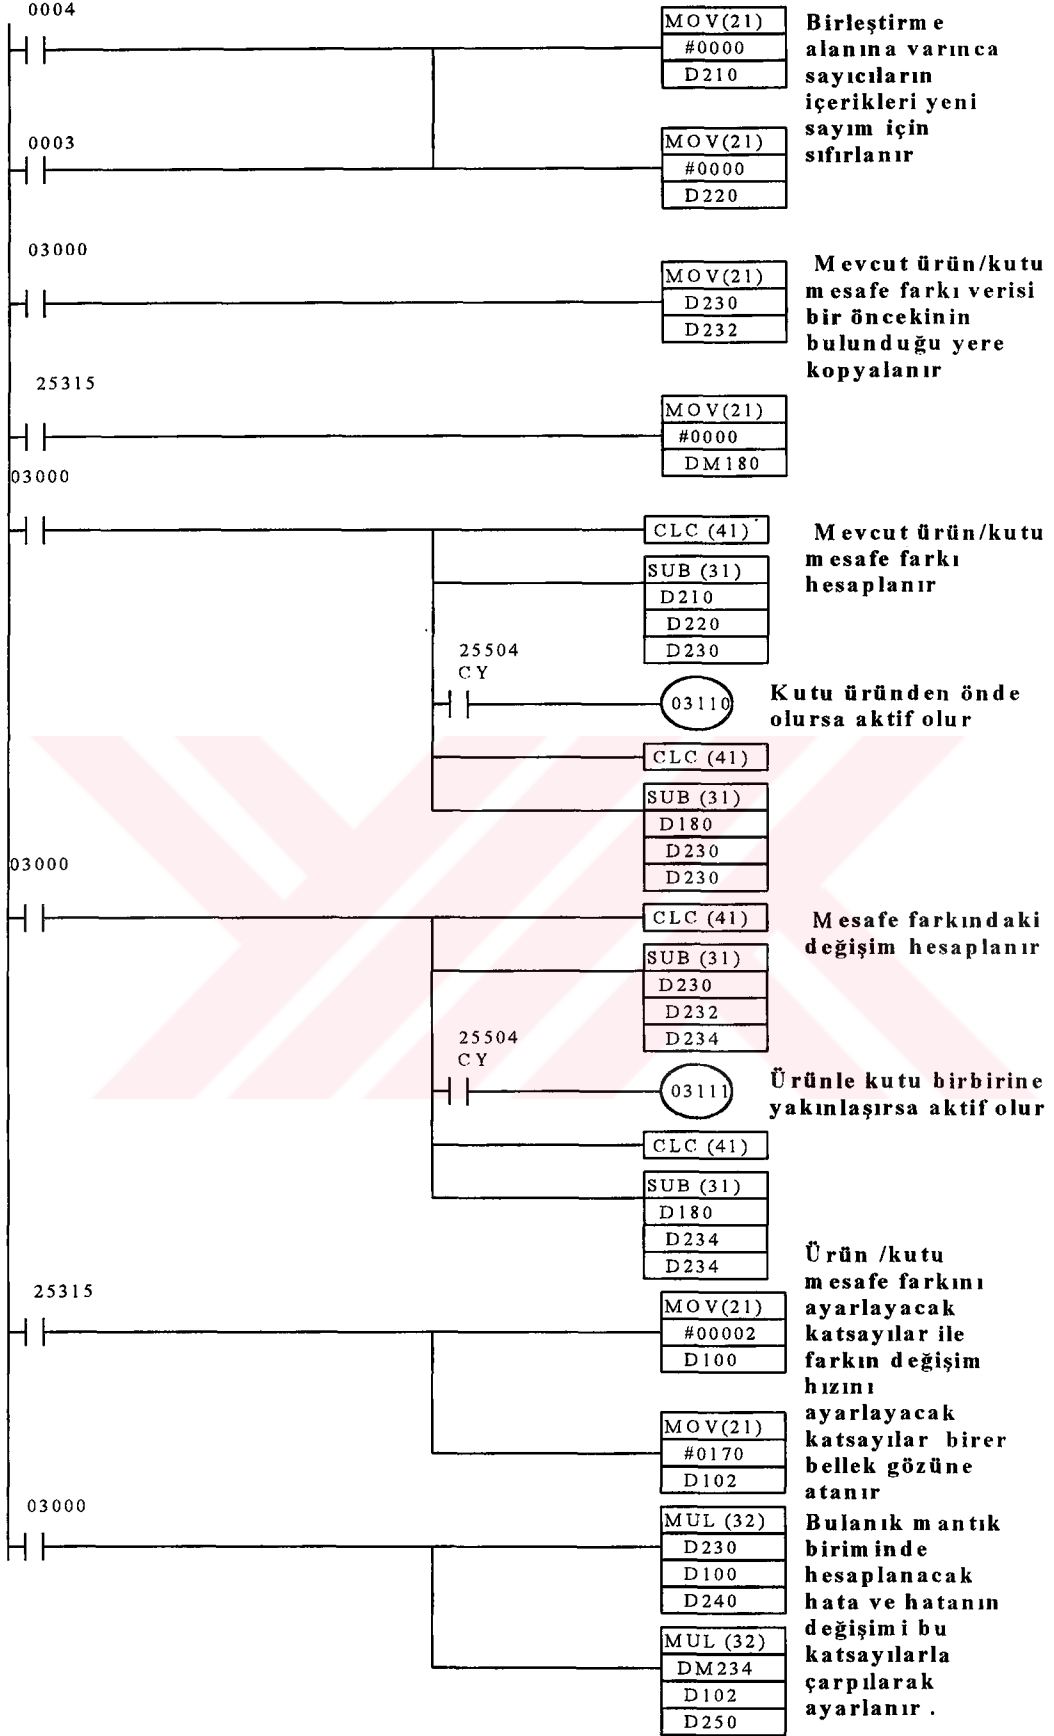 0004
MOV(21)
#0000
D210
Birleştirme
alanına varınca
sayıcıların
içerikleri yeni
sayım için
sıfırlanır
0003
MOV(21)
#0000
D220
03000
MOV(21)
D230
D232
Mevcut ürün/kutu
mesafe farkı verisi
bir öncekinin
bulunduğu yere
kopyalanır
25315
MOV(21)
#0000
DM180
03000
CLC (41)
Mevcut ürün/kutu
mesafe farkı
hesaplanır
SUB (31)
D210
D220
D230
25504
CY
03110
Kutu üründen önde
olursa aktif olur
CLC (41)
SUB (31)
D180
D230
D230
03000
CLC (41)
Mesafe farkındaki
değişim hesaplanır
SUB (31)
D230
D232
D234
25504
CY
03111
Ürünle kutu birbirine
yakınlaşırsa aktif olur
CLC (41)
SUB (31)
D180
D234
D234
25315
MOV(21)
#00002
D100
Ürün /kutu
mesafe farkını
ayarlayacak
katsayılar ile
farkın değişim
hızını
ayarlayacak
katsayılar birer
bellek gözüne
atanır
MOV(21)
#0170
D102
03000
MUL (32)
D230
D100
D240
Bulanık mantık
biriminde
hesaplanacak
hata ve hatanın
değişimi bu
katsayılarla
çarpılarak
ayarlanır .
MUL (32)
DM234
D102
D250